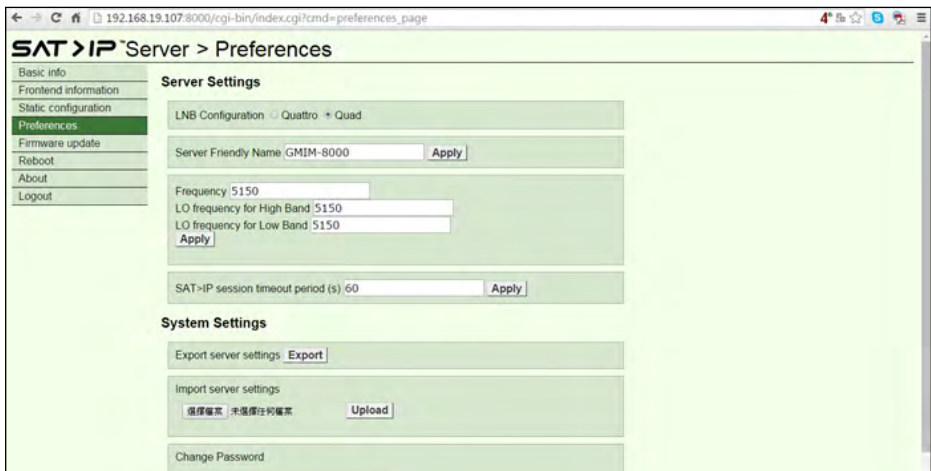 192.168.19.107:8000/cgi-bin/index.cgi?cmd=preferences_page
4°
SAT>IP™ Server > Preferences
Basic info
Frontend information
Static configuration
Preferences
Firmware update
Reboot
About
Logout
Server Settings
LNB Configuration Quattro Quad
Server Friendly Name GMIM-8000 Apply
Frequency 5150
LO frequency for High Band 5150
LO frequency for Low Band 5150
Apply
SAT>IP session timeout period (s) 60 Apply
System Settings
Export server settings Export
Import server settings
選擇檔案 未選擇任何檔案 Upload
Change Password